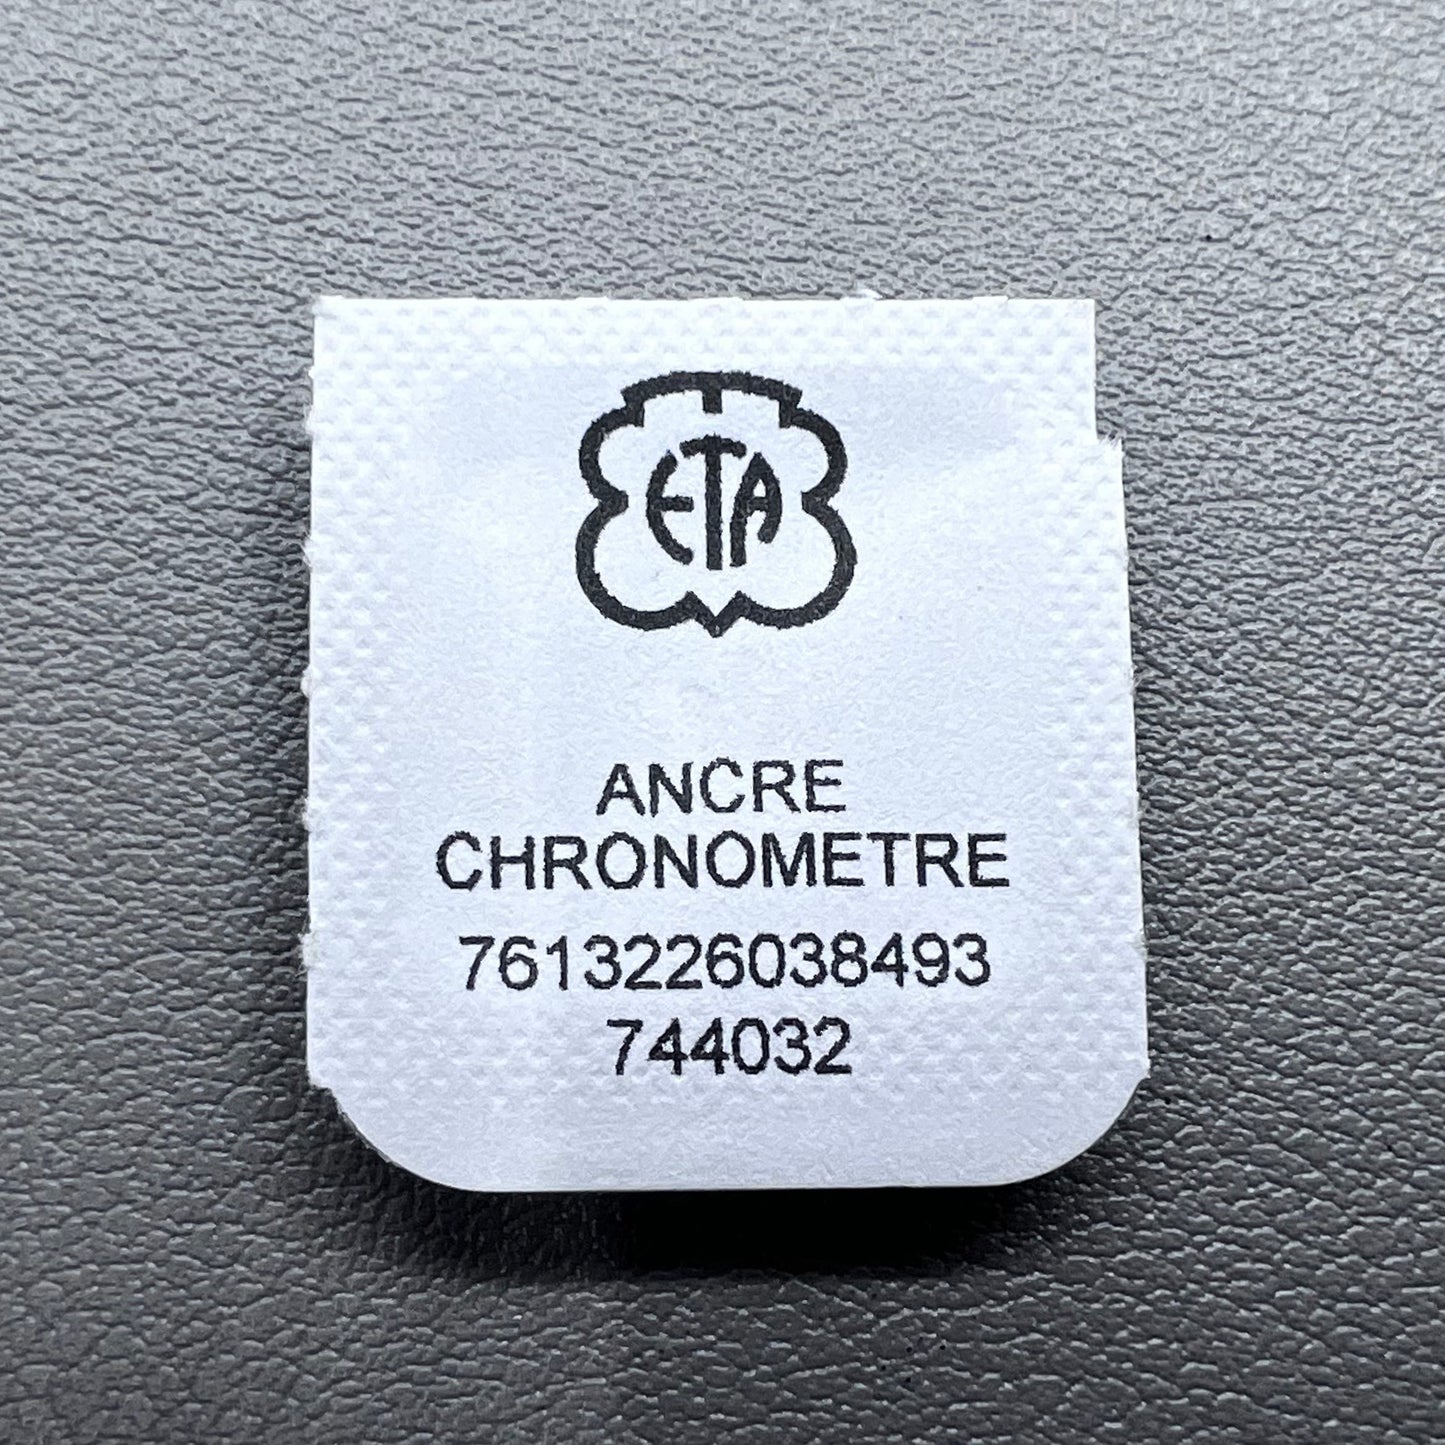 ETA
ANCRE
CHRONOMETRE
7613226038493
744032